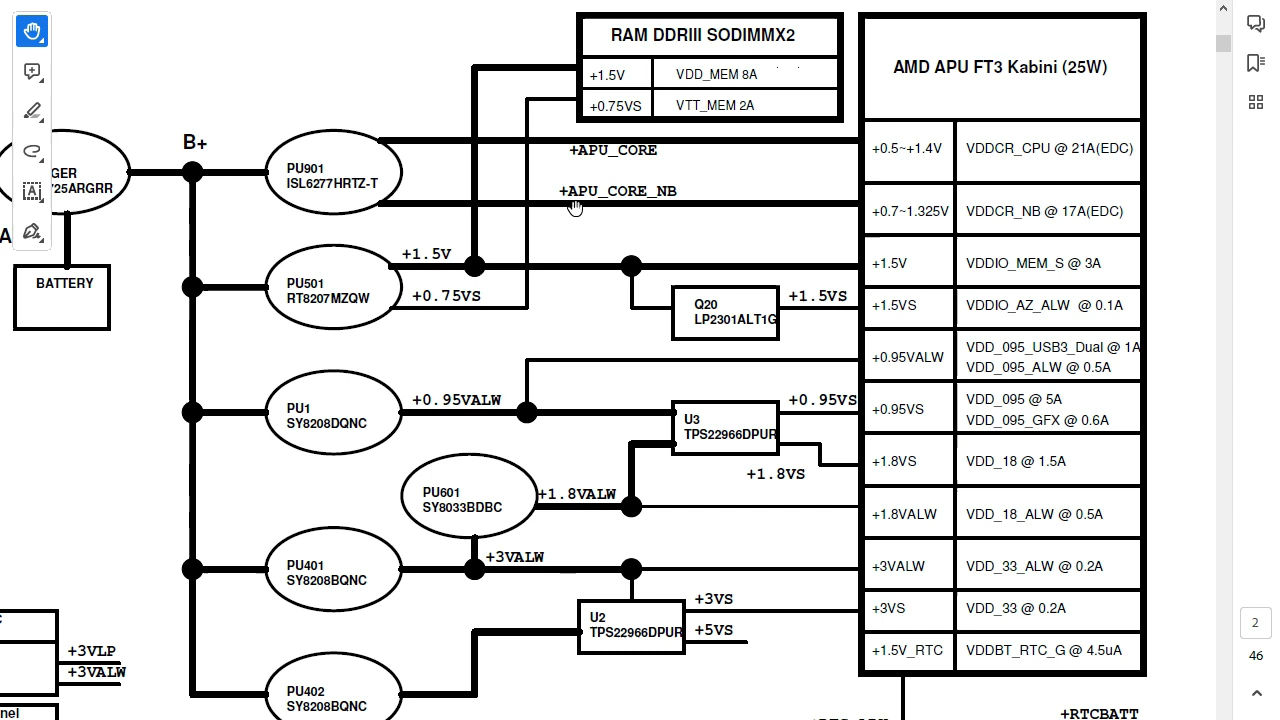 RAM DDRIII SODIMMX2
+1.5V VDD_MEM 8A
+0.75VS VTT_MEM 2A
AMD APU FT3 Kabini (25W)
+0.5~+1.4V VDDCR_CPU @ 21A(EDC)
+0.7~1.325V VDDCR_NB @ 17A(EDC)
+1.5V VDDIO_MEM_S @ 3A
+1.5VS VDDIO_AZ_ALW @ 0.1A
+0.95VALW VDD_095_USB3_Dual @ 1A
VDD_095_ALW @ 0.5A
+0.95VS VDD_095 @ 5A
VDD_095_GFX @ 0.6A
+1.8VS VDD_18 @ 1.5A
+1.8VALW VDD_18_ALW @ 0.5A
+3VALW VDD_33_ALW @ 0.2A
+3VS VDD_33 @ 0.2A
+1.5V_RTC VDDBT_RTC_G @ 4.5uA
B+
GER
725ARGRR
A
BATTERY
PU901
ISL6277HRTZ-T
+APU_CORE
+APU_CORE_NB
PU501
RT8207MZQW
+1.5V
+0.75VS
Q20
LP2301ALT1G
+1.5VS
PU1
SY8208DQNC
+0.95VALW
U3
TPS22966DPUR
+0.95VS
+1.8VS
PU601
SY8033BDBC
+1.8VALW
PU401
SY8208BQNC
+3VALW
U2
TPS22966DPUR
+3VS
+5VS
PU402
SY8208BQNC
+3VLP
+3VALW
nel
+RTCBATT
2
46